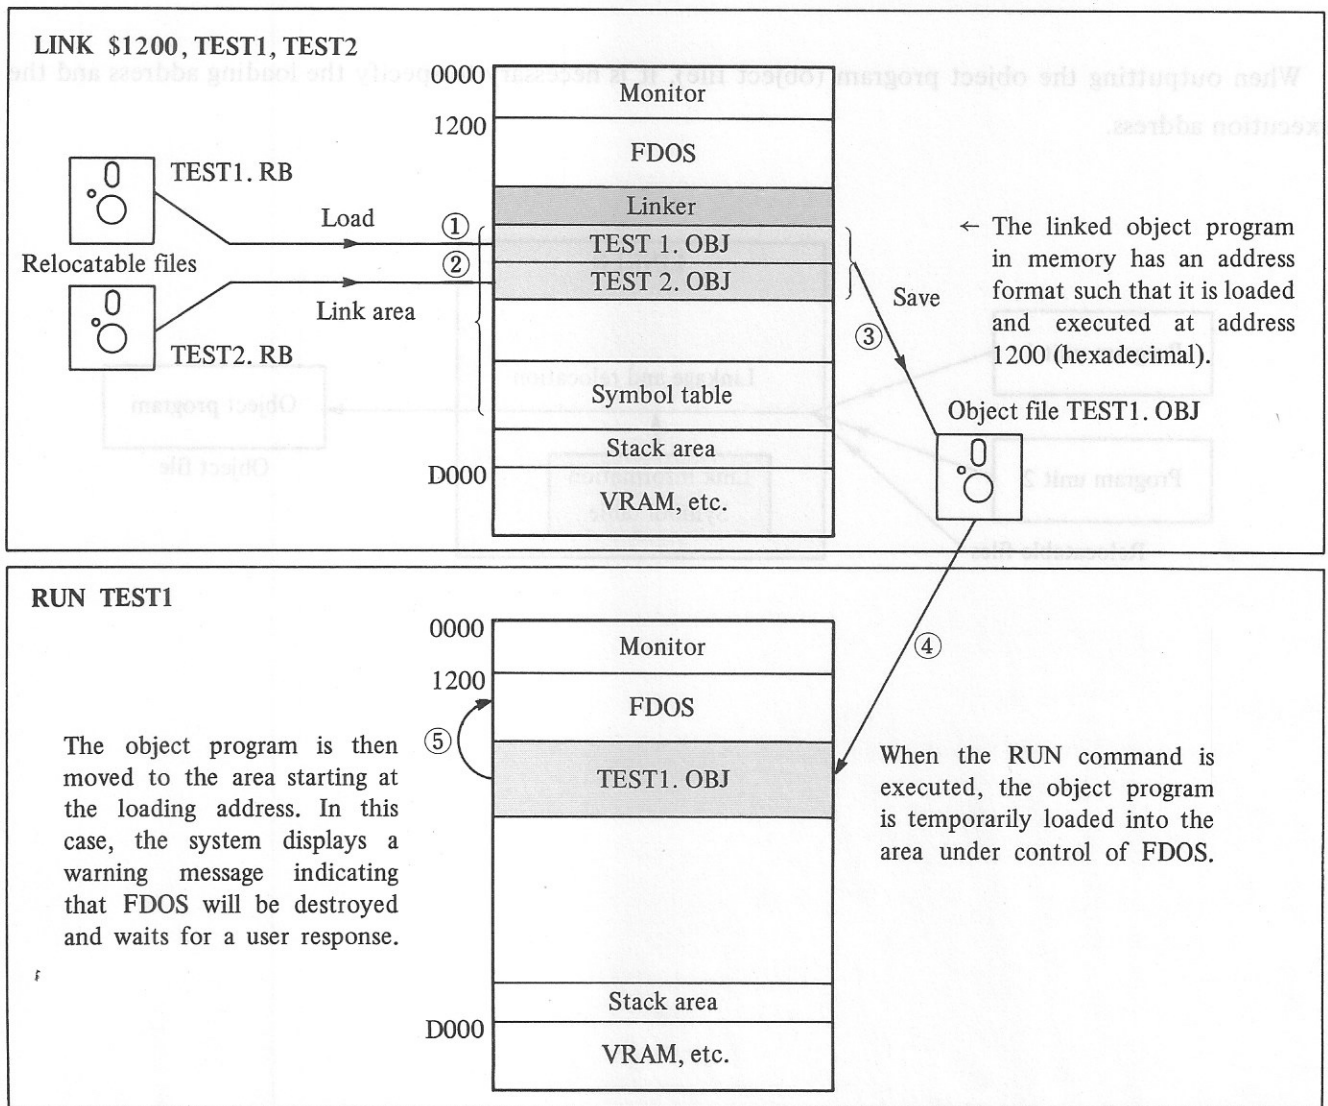 LINK $1200, TEST1, TEST2
0000
Monitor
1200
FDOS
TEST1. RB
Linker
Load
①
TEST 1. OBJ
Relocatable files
②
TEST 2. OBJ
Link area
TEST2. RB
Save
③
← The linked object program
in memory has an address
format such that it is loaded
and executed at address
1200 (hexadecimal).
Symbol table
Object file TEST1. OBJ
Stack area
D000
VRAM, etc.
RUN TEST1
0000
Monitor
④
1200
FDOS
⑤
TEST1. OBJ
The object program is then
moved to the area starting at
the loading address. In this
case, the system displays a
warning message indicating
that FDOS will be destroyed
and waits for a user response.
When the RUN command is
executed, the object program
is temporarily loaded into the
area under control of FDOS.
Stack area
D000
VRAM, etc.